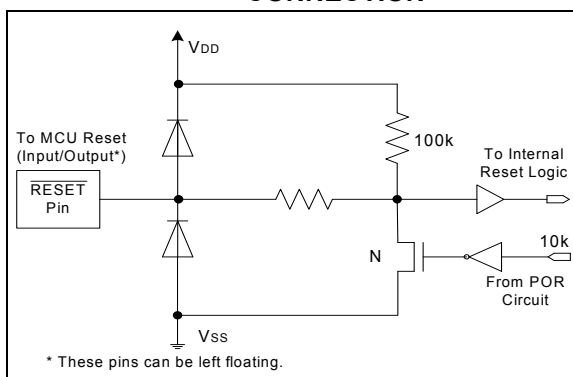 VDD
To MCU Reset
(Input/Output*)
RESET
Pin
100k
To Internal
Reset Logic
10k
N
From POR
Circuit
VSS
* These pins can be left floating.